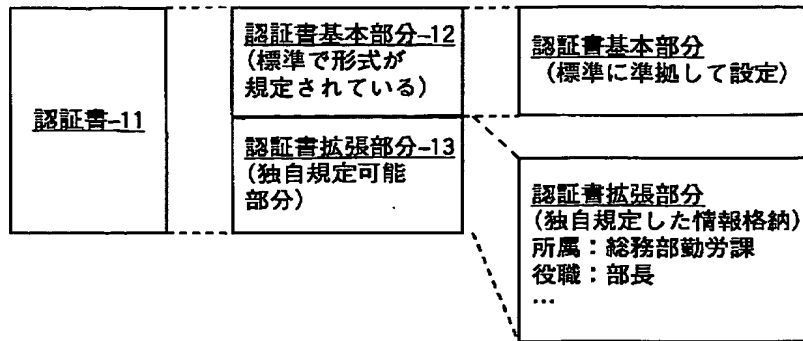 認証書-11
認証書基本部分-12
(標準で形式が
規定されている)
認証書拡張部分-13
(独自規定可能
部分)
認証書基本部分
(標準に準拠して設定)
認証書拡張部分
(独自規定した情報格納)
所属：総務部勤労課
役職：部長
…